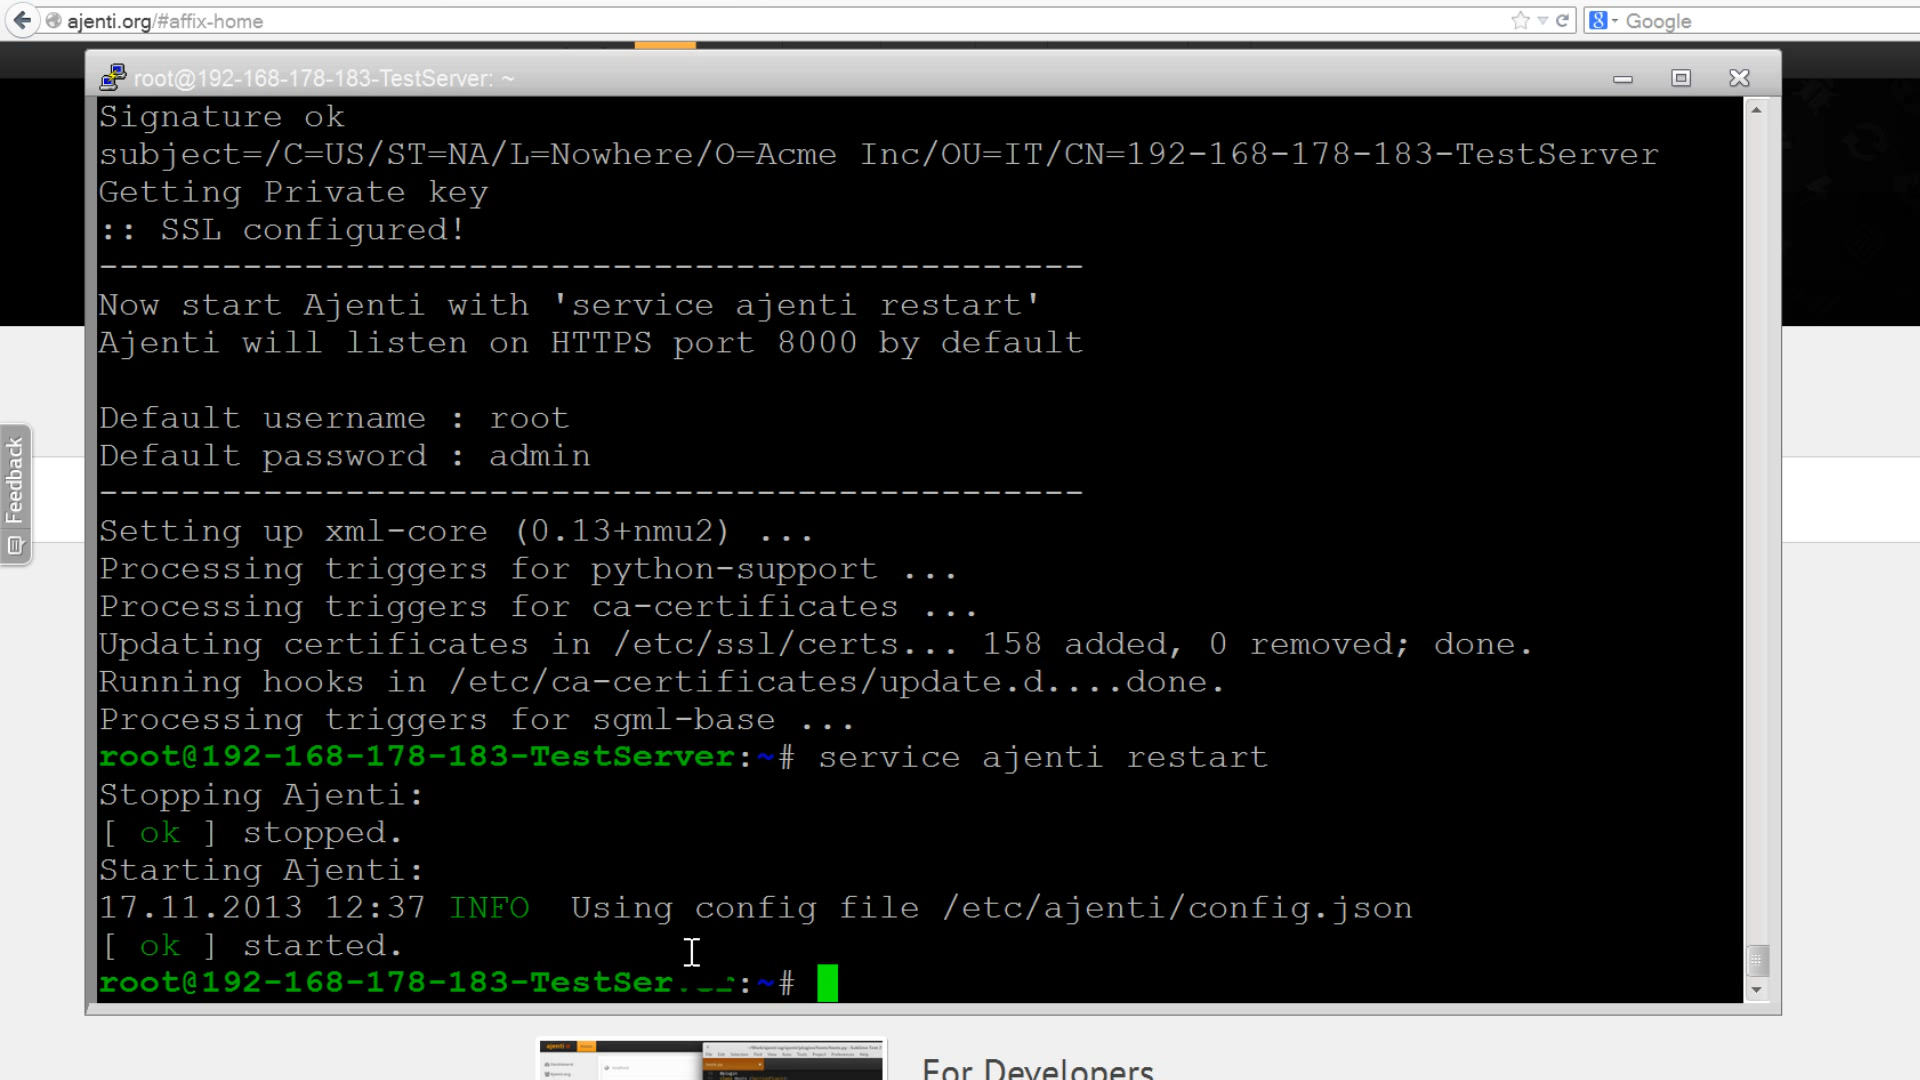 ajenti.org/#affix-home
8 Google
root@192-168-178-183-TestServer: ~
Signature ok
subject=/C=US/ST=NA/L=Nowhere/O=Acme Inc/OU=IT/CN=192-168-178-183-TestServer
Getting Private key
:: SSL configured!
------------------------------------------------
Now start Ajenti with 'service ajenti restart'
Ajenti will listen on HTTPS port 8000 by default
Default username : root
Default password : admin
------------------------------------------------
Setting up xml-core (0.13+nmu2) ...
Processing triggers for python-support ...
Processing triggers for ca-certificates ...
Updating certificates in /etc/ssl/certs... 158 added, 0 removed; done.
Running hooks in /etc/ca-certificates/update.d....done.
Processing triggers for sgml-base ...
root@192-168-178-183-TestServer:~# service ajenti restart
Stopping Ajenti:
[ ok ] stopped.
Starting Ajenti:
17.11.2013 12:37 INFO Using config file /etc/ajenti/config.json
[ ok ] started.
root@192-168-178-183-TestSer :~#
Feedback
For Developers